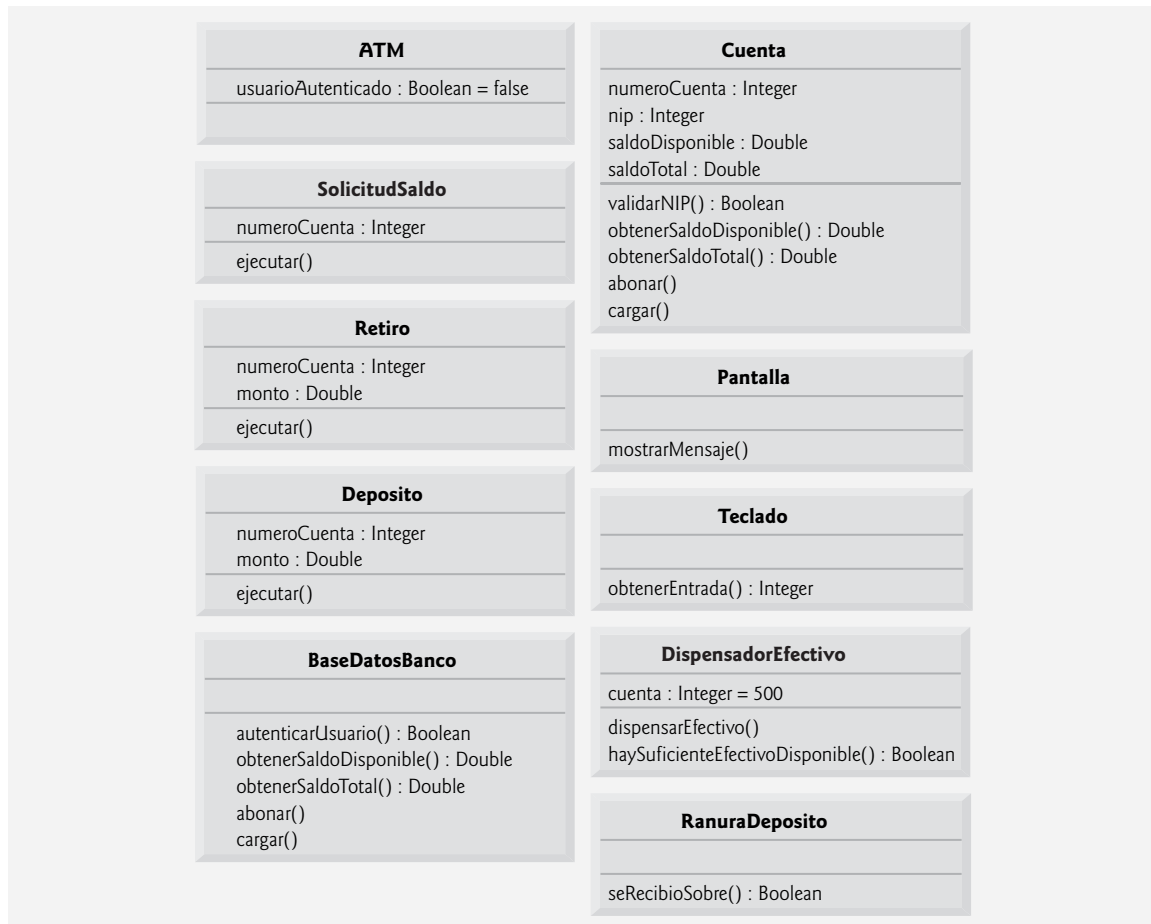 ATM
usuarioAutenticado : Boolean = false
SolicitudSaldo
numeroCuenta : Integer
ejecutar()
Retiro
numeroCuenta : Integer
monto : Double
ejecutar()
Deposito
numeroCuenta : Integer
monto : Double
ejecutar()
BaseDatosBanco
autenticarUsuario() : Boolean
obtenerSaldoDisponible() : Double
obtenerSaldoTotal() : Double
abonar()
cargar()
Cuenta
numeroCuenta : Integer
nip : Integer
saldoDisponible : Double
saldoTotal : Double
validarNIP() : Boolean
obtenerSaldoDisponible() : Double
obtenerSaldoTotal() : Double
abonar()
cargar()
Pantalla
mostrarMensaje()
Teclado
obtenerEntrada() : Integer
DispensadorEfectivo
cuenta : Integer = 500
dispensarEfectivo()
haySuficienteEfectivoDisponible() : Boolean
RanuraDeposito
seRecibioSobre() : Boolean